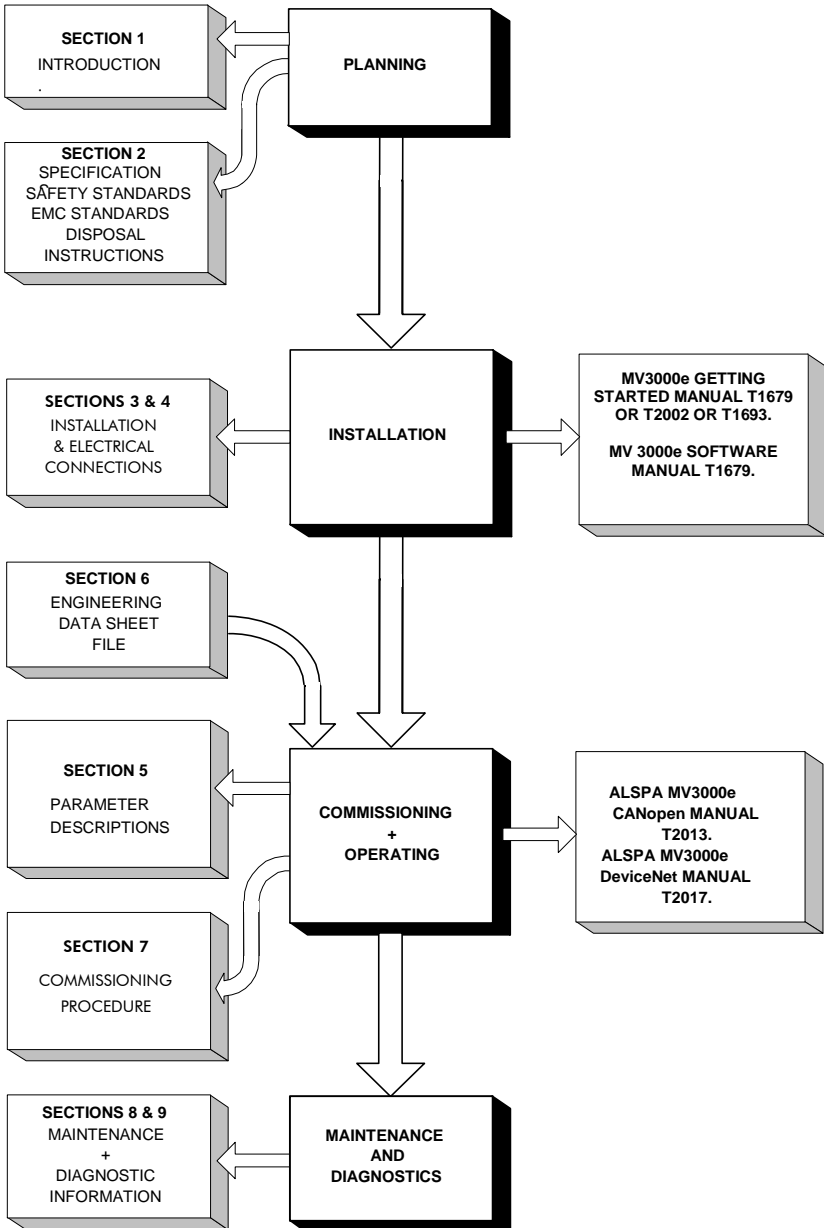 SECTION 1
INTRODUCTION
.
PLANNING
SECTION 2
SPECIFICATION
SAFETY STANDARDS
EMC STANDARDS
DISPOSAL
INSTRUCTIONS
SECTIONS 3 & 4
INSTALLATION
& ELECTRICAL
CONNECTIONS
INSTALLATION
MV3000e GETTING
STARTED MANUAL T1679
OR T2002 OR T1693.
MV 3000e SOFTWARE
MANUAL T1679.
SECTION 6
ENGINEERING
DATA SHEET
FILE
SECTION 5
PARAMETER
DESCRIPTIONS
COMMISSIONING
+
OPERATING
ALSPA MV3000e
CANopen MANUAL
T2013.
ALSPA MV3000e
DeviceNet MANUAL
T2017.
SECTION 7
COMMISSIONING
PROCEDURE
SECTIONS 8 & 9
MAINTENANCE
+
DIAGNOSTIC
INFORMATION
MAINTENANCE
AND
DIAGNOSTICS